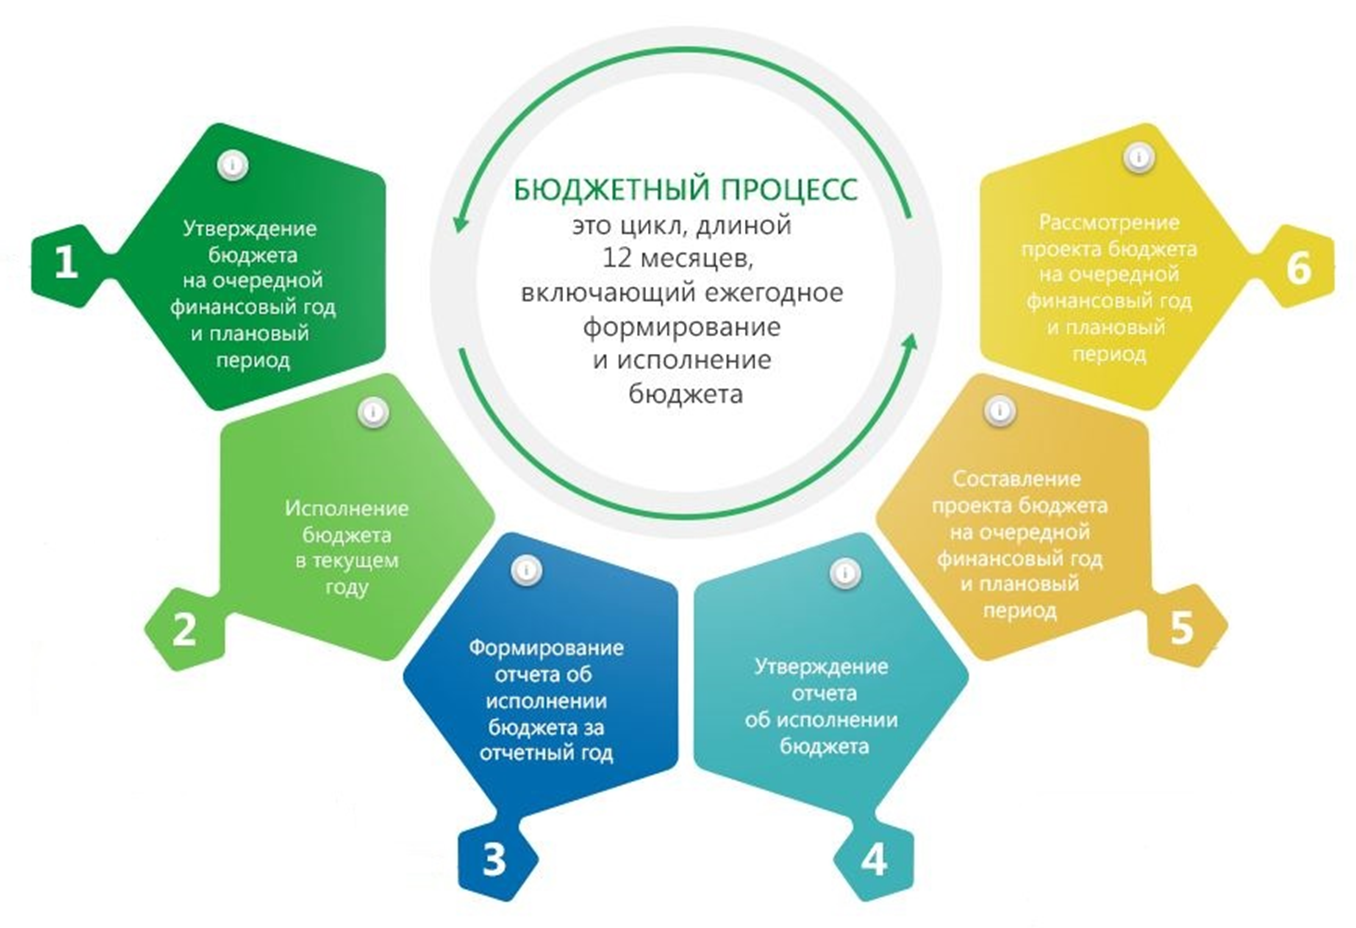 БЮДЖЕТНЫЙ ПРОЦЕСС
это цикл, длиной
12 месяцев,
включающий ежегодное
формирование
и исполнение
бюджета
1
Утверждение
бюджета
на очередной
финансовый год
и плановый
период
2
Исполнение
бюджета
в текущем
году
3
Формирование
отчета об
исполнении
бюджета за
отчетный год
4
Утверждение
отчета
об исполнении
бюджета
5
Составление
проекта бюджета
на очередной
финансовый год
и плановый
период
6
Рассмотрение
проекта бюджета
на очередной
финансовый год
и плановый
период